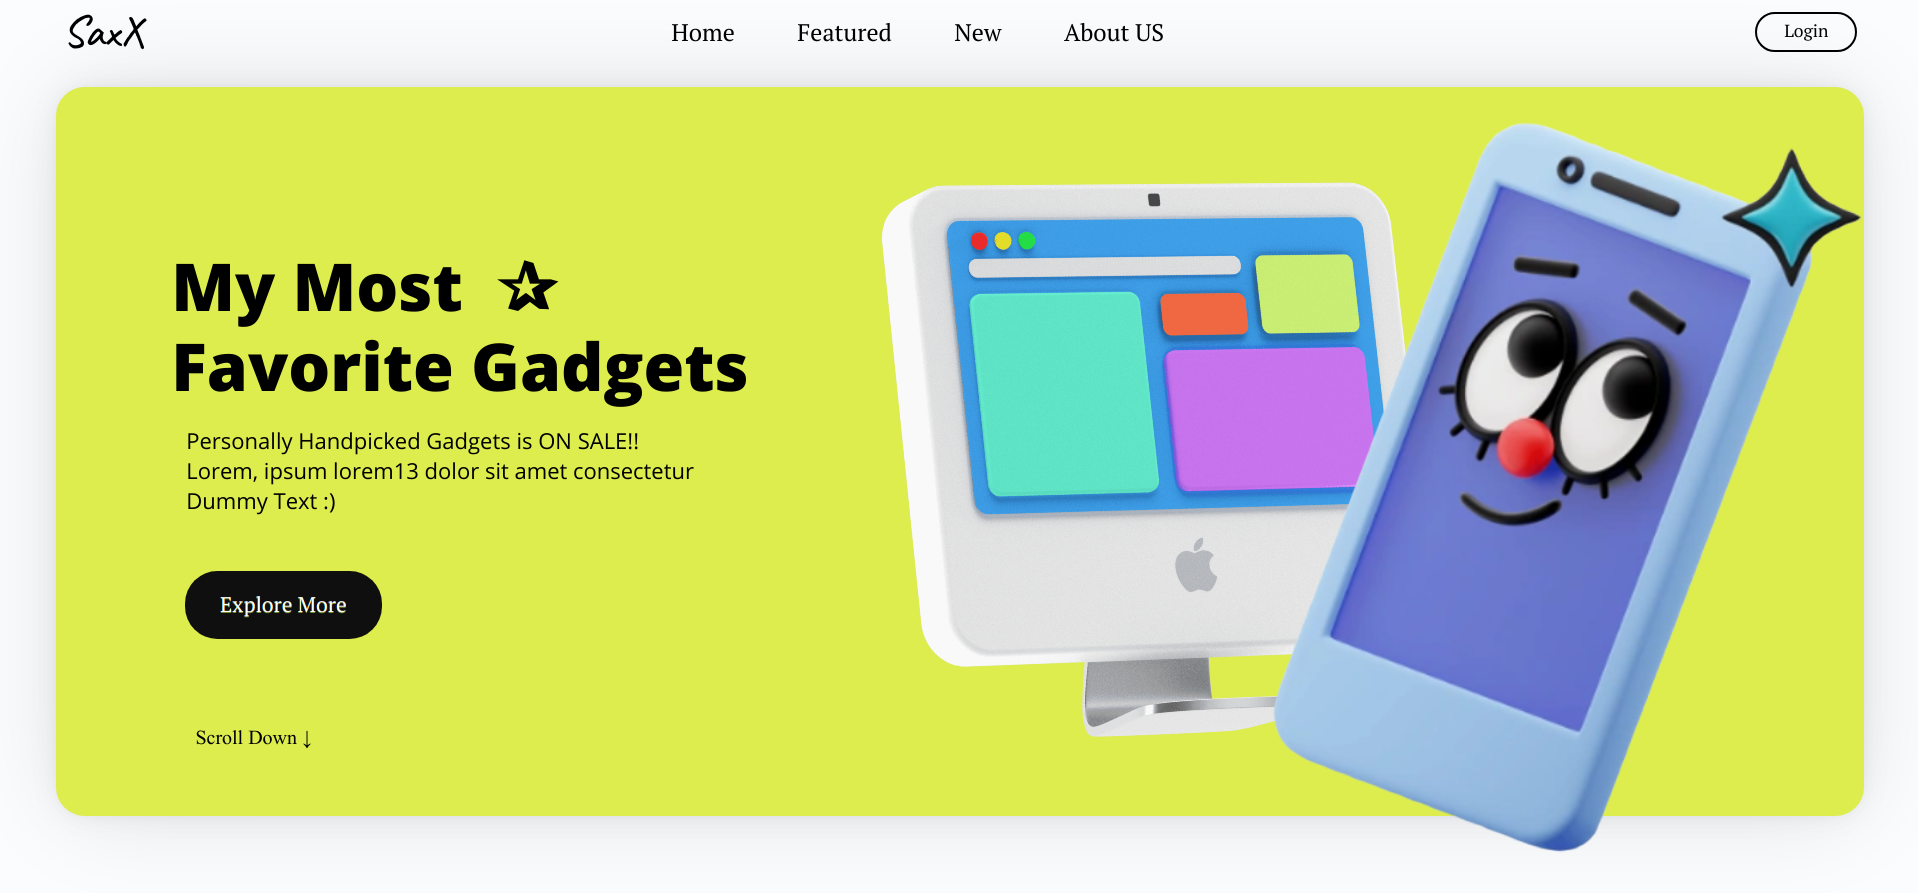 SaxX
Home Featured New About US
Login
My Most ☆
Favorite Gadgets
Personally Handpicked Gadgets is ON SALE!!
Lorem, ipsum lorem13 dolor sit amet consectetur
Dummy Text :)
Explore More
Scroll Down ↓